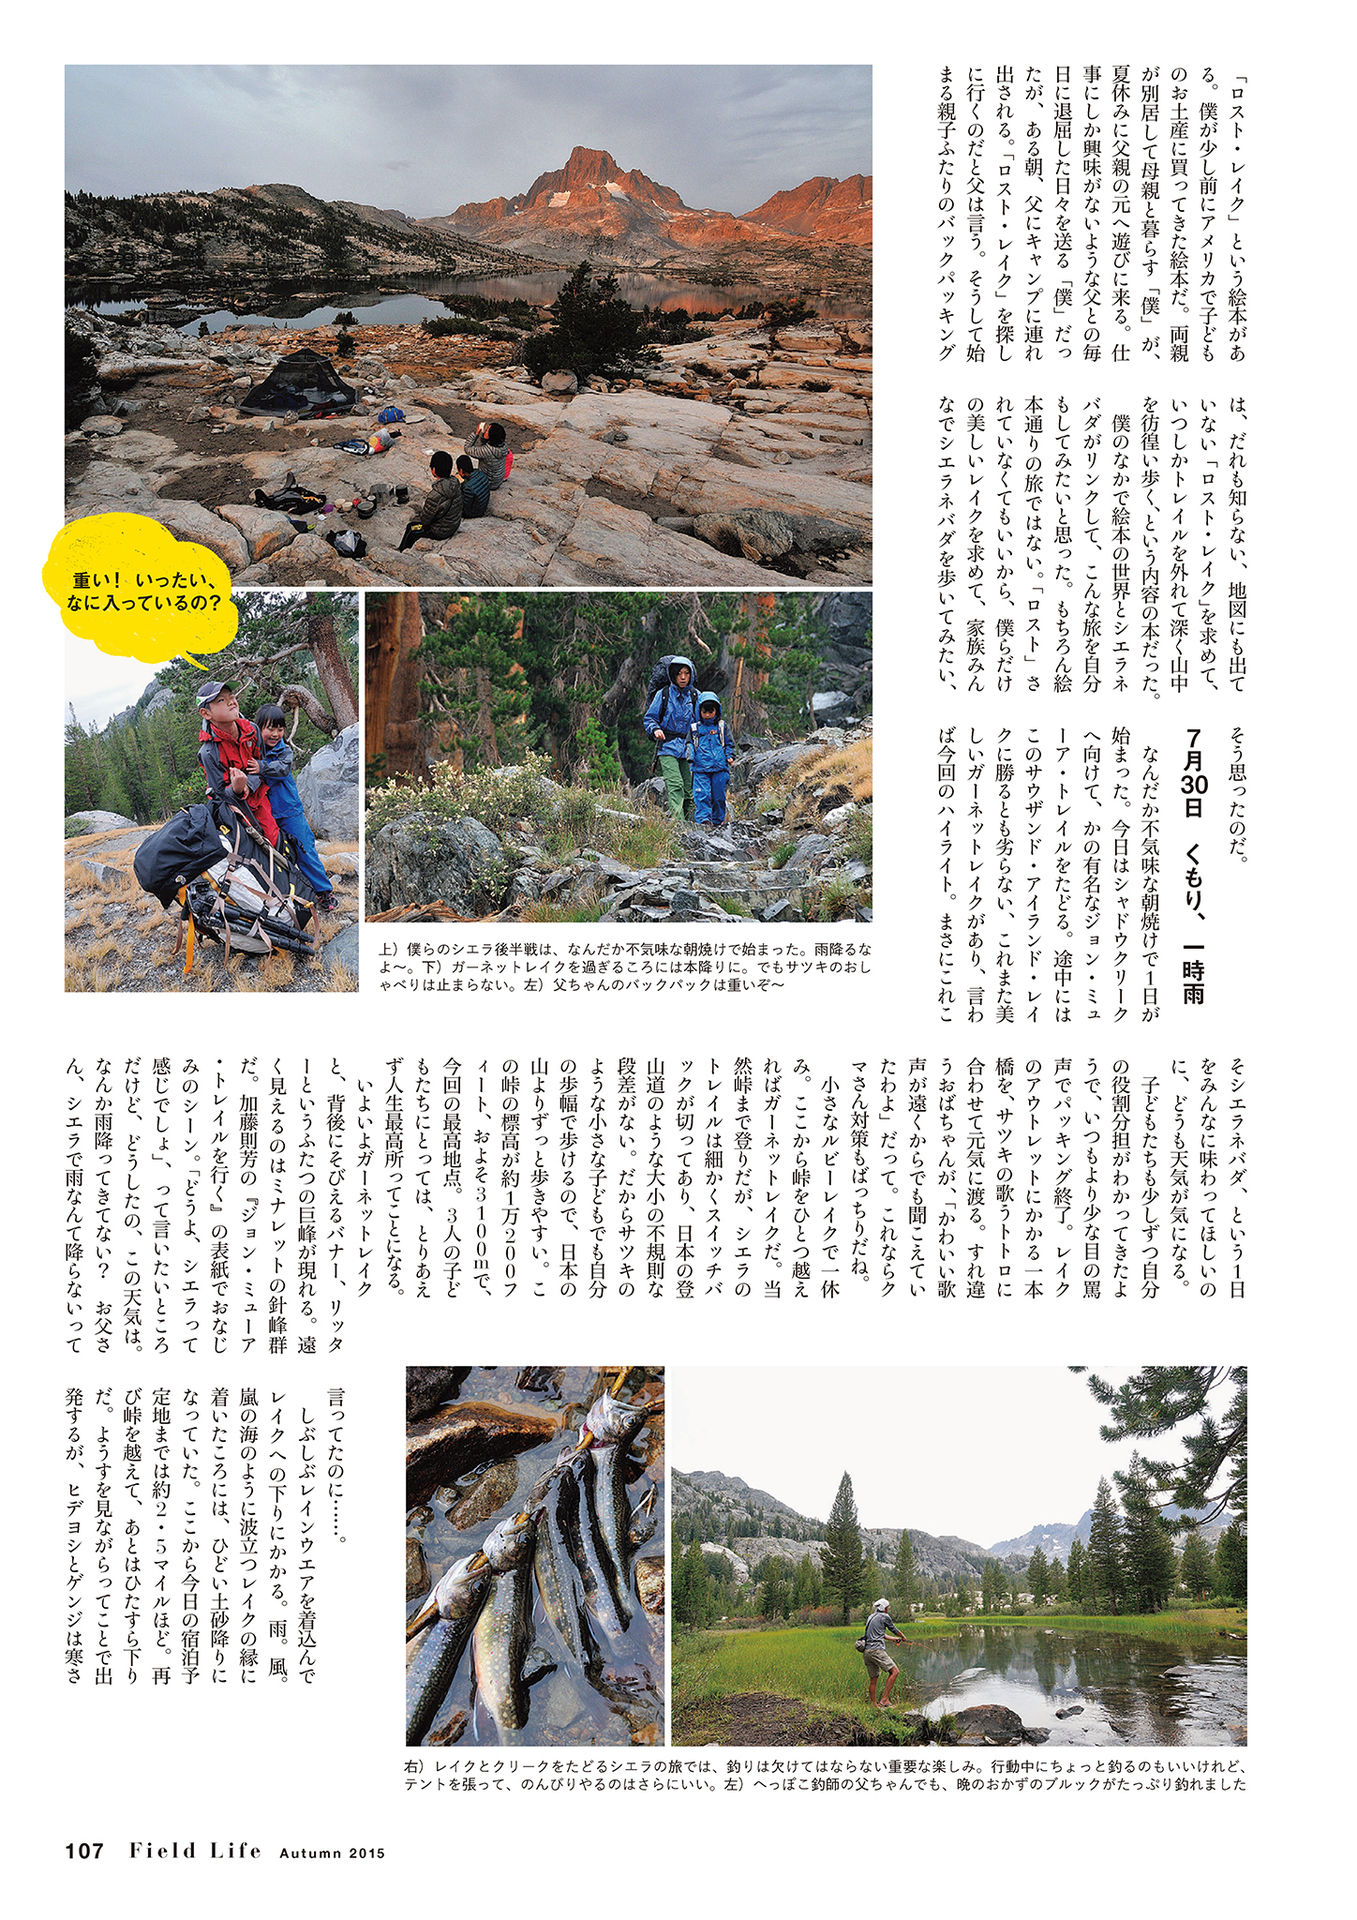 「ロスト・レイク」という絵本があ
る。僕が少し前にアメリカで子ども
のお土産に買ってきた絵本だ。両親
が別居して母親と暮らす「僕」が、
夏休みに父親の元へ遊びに来る。仕
事にしか興味がないような父との毎
日に退屈した日々を送る「僕」だっ
たが、ある朝、父にキャンプに連れ
出される。「ロスト・レイク」を探し
に行くのだと父は言う。そうして始
まる親子ふたりのバックパッキング
は、だれも知らない、地図にも出て
いない「ロスト・レイク」を求めて、
いつしかトレイルを外れて深く山中
を彷徨い歩く、という内容の本だった。
僕のなかで絵本の世界とシエラネ
バダがリンクして、こんな旅を自分
もしてみたいと思った。もちろん絵
本通りの旅ではない。「ロスト」さ
れていなくてもいいから、僕らだけ
の美しいレイクを求めて、家族みん
なでシエラネバダを歩いてみたい、
そう思ったのだ。
7月30日 くもり、一時雨
なんだか不気味な朝焼けで1日が
始まった。今日はシャドウクリーク
へ向けて、かの有名なジョン・ミュ
ーア・トレイルをたどる。途中には
このサウザンド・アイランド・レイ
クに勝るとも劣らない、これまた美
しいガーネットレイクがあり、言わ
ば今回のハイライト。まさにこれこ
重い! いったい、
なに入っているの?
上）僕らのシエラ後半戦は、なんだか不気味な朝焼けで始まった。雨降るな
よ〜。下）ガーネットレイクを過ぎるころには本降りに。でもサツキのおし
ゃべりは止まらない。左）父ちゃんのバックパックは重いぞ〜
そシエラネバダ、という1日
をみんなに味わってほしいの
に、どうも天気が気になる。
子どもたちも少しずつ自分
の役割分担がわかってきたよ
うで、いつもより少な目の罵
声でパッキング終了。レイク
のアウトレットにかかる一本
橋を、サツキの歌うトトロに
合わせて元気に渡る。すれ違
うおばちゃんが、「かわいい歌
声が遠くからでも聞こえてい
たわよ」だって。これならク
マさん対策もばっちりだね。
小さなルビーレイクで一休
み。ここから峠をひとつ越え
ればガーネットレイクだ。当
然峠まで登りだが、シエラの
トレイルは細かくスイッチバ
ックが切ってあり、日本の登
山道のような大小の不規則な
段差がない。だからサツキの
ような小さな子どもでも自分
の歩幅で歩けるので、日本の
山よりずっと歩きやすい。こ
の峠の標高が約1万200フ
ィート、およそ3100mで、
今回の最高地点。3人の子ど
もたちにとっては、とりあえ
ず人生最高所ってことになる。
いよいよガーネットレイク
と、背後にそびえるバナー、リッタ
ーというふたつの巨峰が現れる。遠
く見えるのはミナレットの針峰群
だ。加藤則芳の『ジョン・ミューア
・トレイルを行く』の表紙でおなじ
みのシーン。「どうよ、シエラって
感じでしょ」、って言いたいところ
だけど、どうしたの、この天気は。
なんか雨降ってきてない？ お父さ
ん、シエラで雨なんて降らないって
言ってたのに……。
しぶしぶレインウエアを着込んで
レイクへの下りにかかる。雨。風。
嵐の海のように波立つレイクの縁に
着いたころには、ひどい土砂降りに
なっていた。ここから今日の宿泊予
定地までは約2・5マイルほど。再
び峠を越えて、あとはひたすら下り
だ。ようすを見ながらってことで出
発するが、ヒデヨシとゲンジは寒さ
右）レイクとクリークをたどるシエラの旅では、釣りは欠けてはならない重要な楽しみ。行動中にちょっと釣るのもいいけれど、
テントを張って、のんびりやるのはさらにいい。左）へっぽこ釣師の父ちゃんでも、晩のおかずのブルックがたっぷり釣れました
107 Field Life Autumn 2015